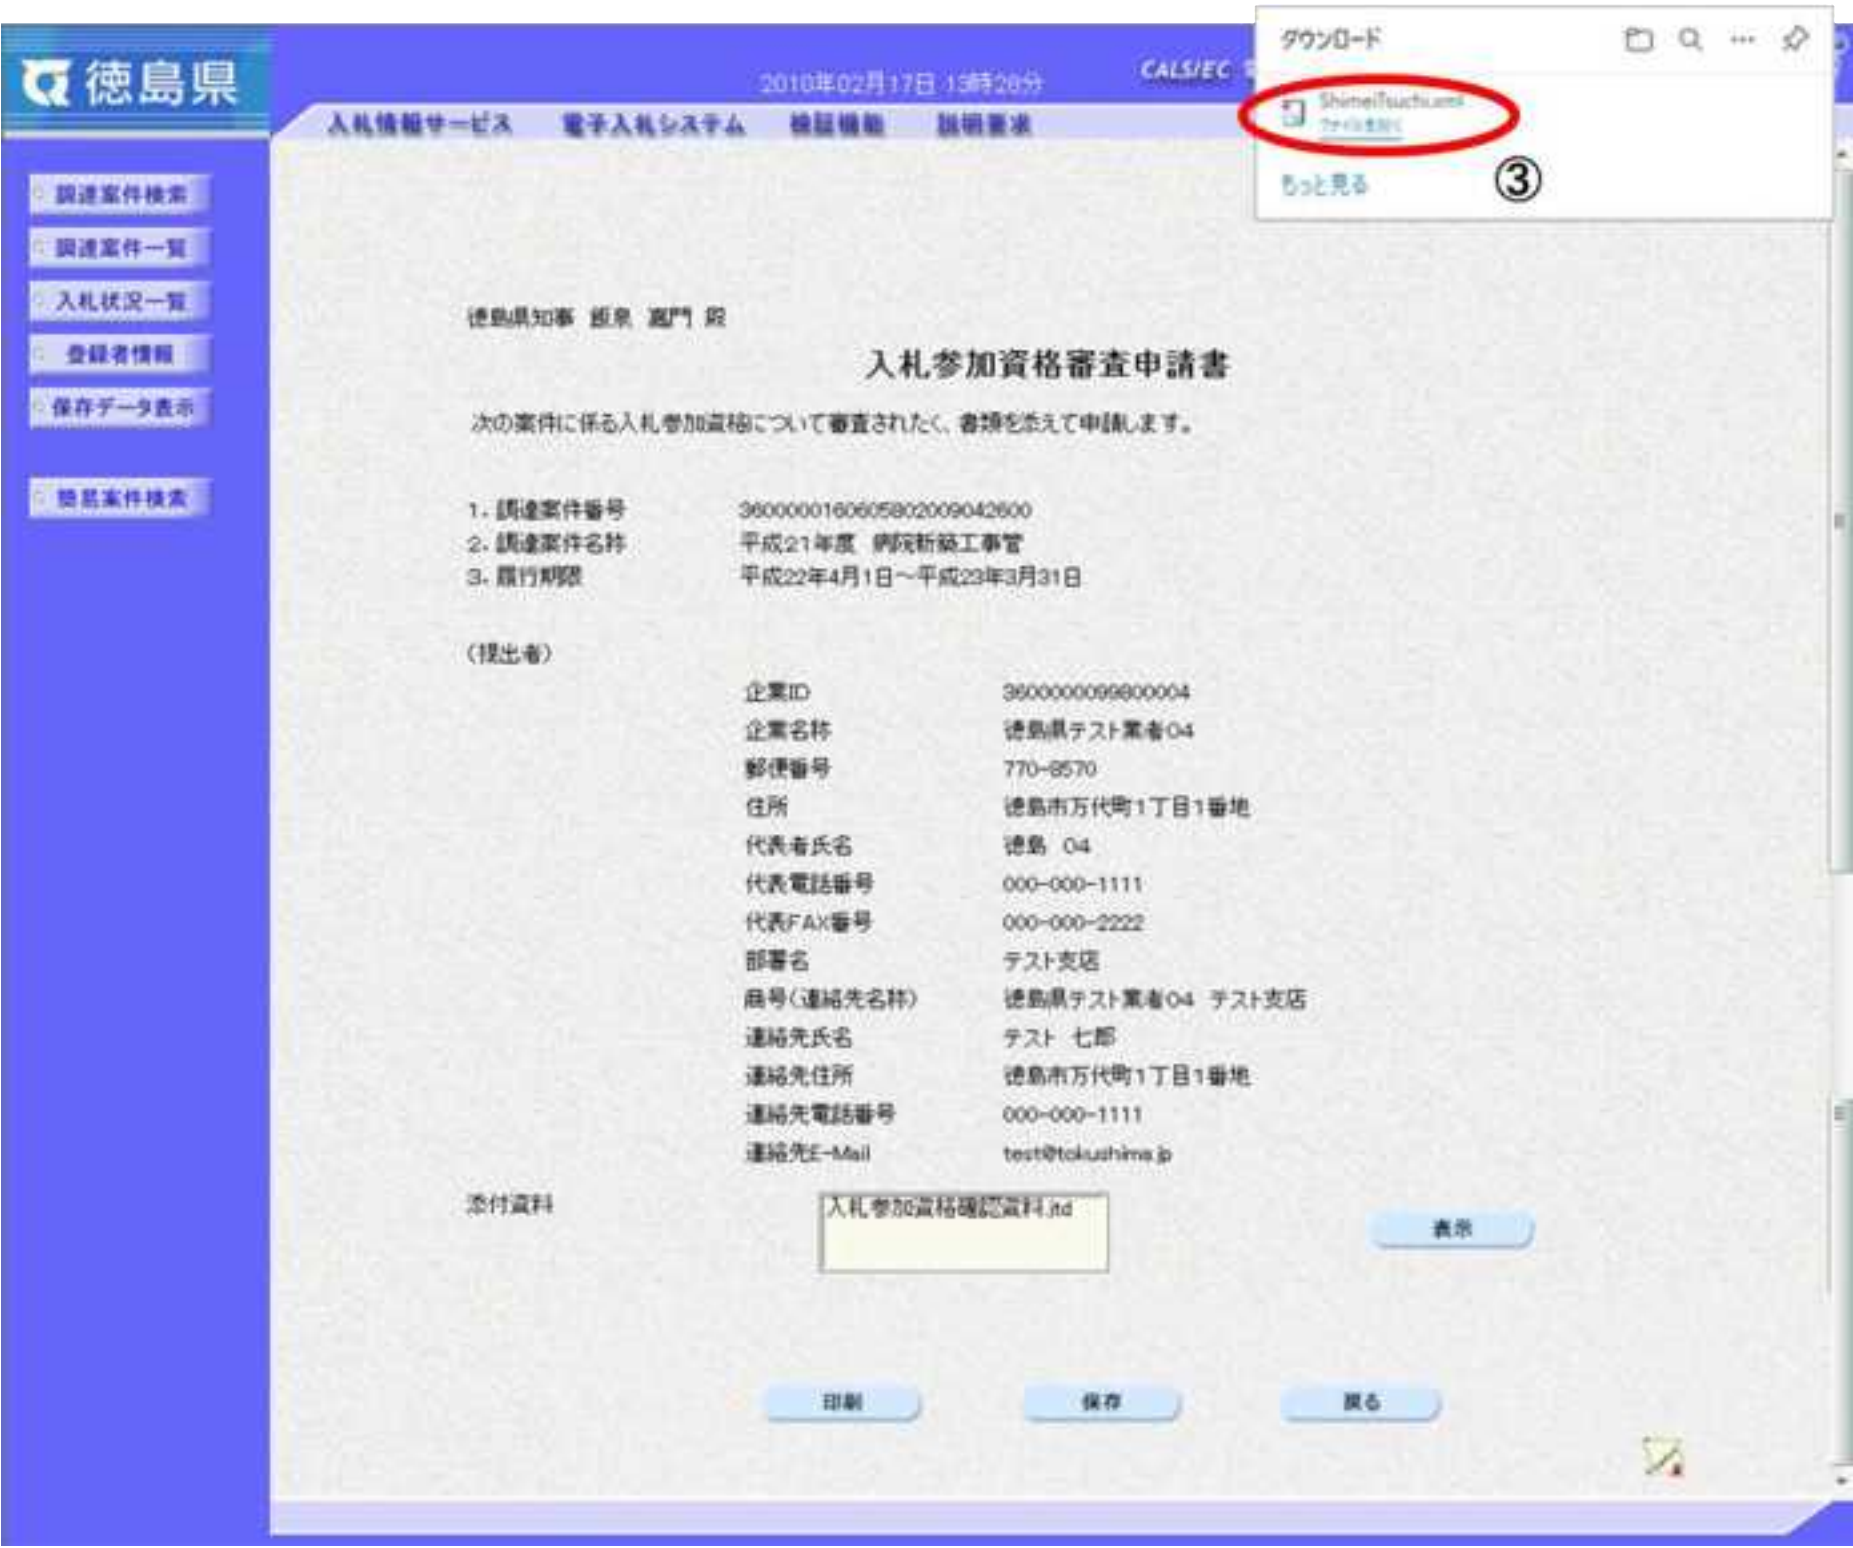 徳島県
2010年02月17日 13時26分
CALS/EC
ダウンロード
ShimeiTsuchi.xml
ファイルを開く
もっと見る
③
入札情報サービス 電子入札システム 検証機能 説明要求
調達案件検索
調達案件一覧
入札状況一覧
登録者情報
保存データ表示
簡易案件検索
徳島県知事 飯泉 嘉門 殿
入札参加資格審査申請書
次の案件に係る入札参加資格について審査されたく、書類を添えて申請します。
1. 調達案件番号 360000016060580200904​2600
2. 調達案件名称 平成21年度 病院新築工事管
3. 履行期限 平成22年4月1日～平成23年3月31日
（提出者）
企業ID 3600000099800004
企業名称 徳島県テスト業者04
郵便番号 770-8570
住所 徳島市万代町1丁目1番地
代表者氏名 徳島 04
代表電話番号 000-000-1111
代表FAX番号 000-000-2222
部署名 テスト支店
商号（連絡先名称） 徳島県テスト業者04 テスト支店
連絡先氏名 テスト 七郎
連絡先住所 徳島市万代町1丁目1番地
連絡先電話番号 000-000-1111
連絡先E-Mail test@tokushima.jp
添付資料 入札参加資格確認資料.jtd 表示
印刷 保存 戻る